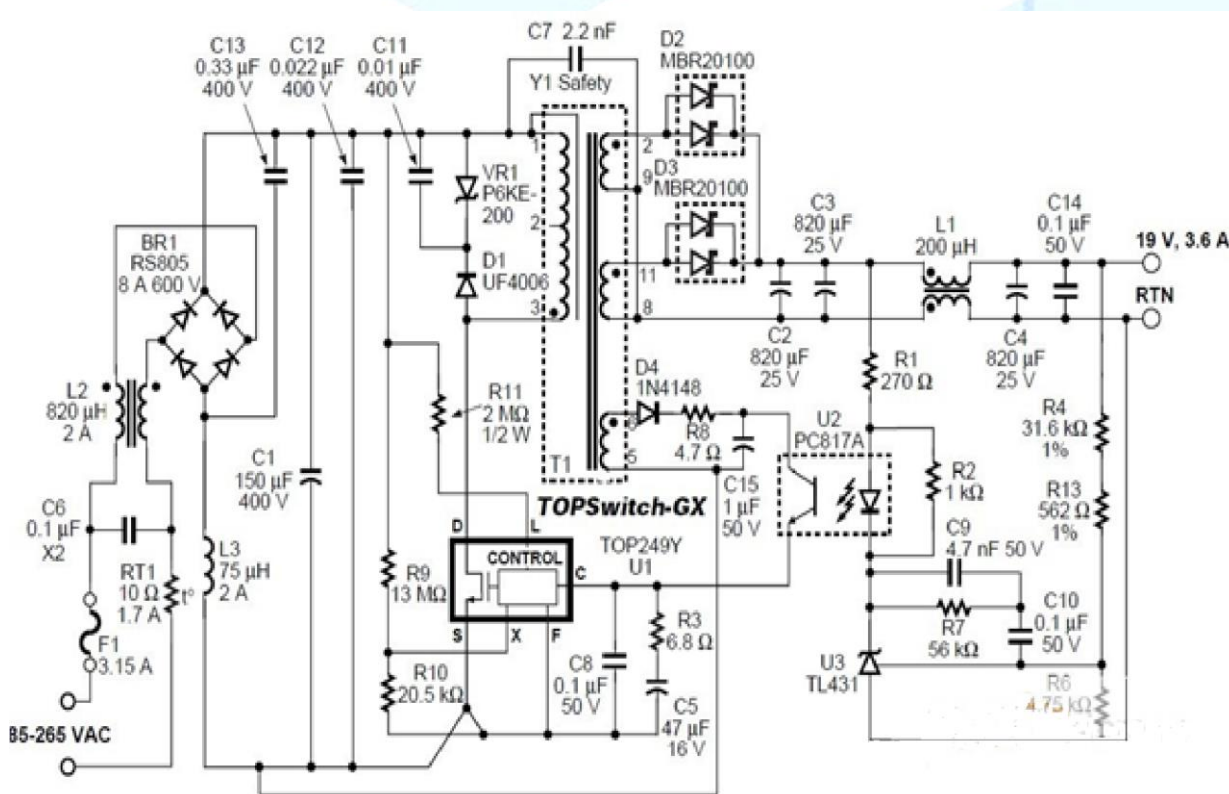 C7 2.2 nF
Y1 Safety
D2
MBR20100
C13
0.33 µF
400 V
C12
0.022 µF
400 V
C11
0.01 µF
400 V
1
2
3
2
9
11
8
6
5
VR1
P6KE-
200
D3
MBR20100
C3
820 µF
25 V
L1
200 µH
C14
0.1 µF
50 V
19 V, 3.6 A
RTN
BR1
RS805
8 A 600 V
D1
UF4006
C2
820 µF
25 V
C4
820 µF
25 V
R1
270 Ω
L2
820 µH
2 A
R11
2 MΩ
1/2 W
D4
1N4148
R8
4.7 Ω
T1
U2
PC817A
R4
31.6 kΩ
1%
C1
150 µF
400 V
C15
1 µF
50 V
R2
1 kΩ
R13
562 Ω
1%
TOPSwitch-GX
C6
0.1 µF
X2
D
L
CONTROL
C
S
X
F
TOP249Y
U1
C9
4.7 nF 50 V
RT1
10 Ω
1.7 A
t°
L3
75 µH
2 A
R9
13 MΩ
R3
6.8 Ω
R7
56 kΩ
C10
0.1 µF
50 V
F1
3.15 A
R10
20.5 kΩ
C8
0.1 µF
50 V
C5
47 µF
16 V
U3
TL431
R6
4.75 kΩ
85-265 VAC